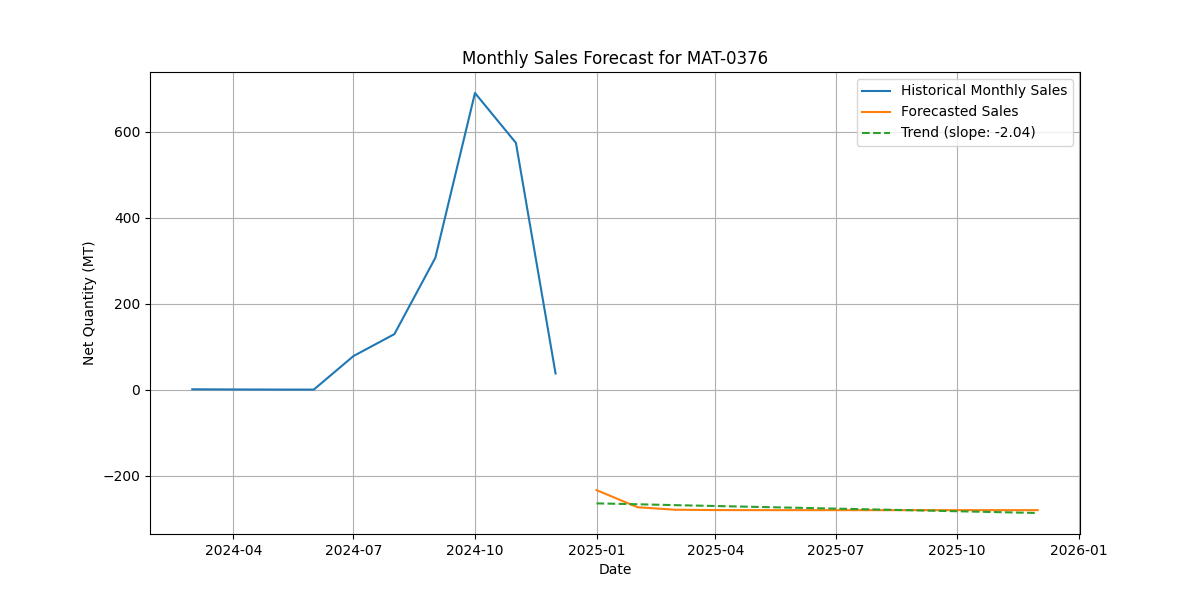 Monthly Sales Forecast for MAT-0376
Historical Monthly Sales
Forecasted Sales
Trend (slope: -2.04)
Net Quantity (MT)
600
400
200
0
−200
2024-04
2024-07
2024-10
2025-01
2025-04
2025-07
2025-10
2026-01
Date